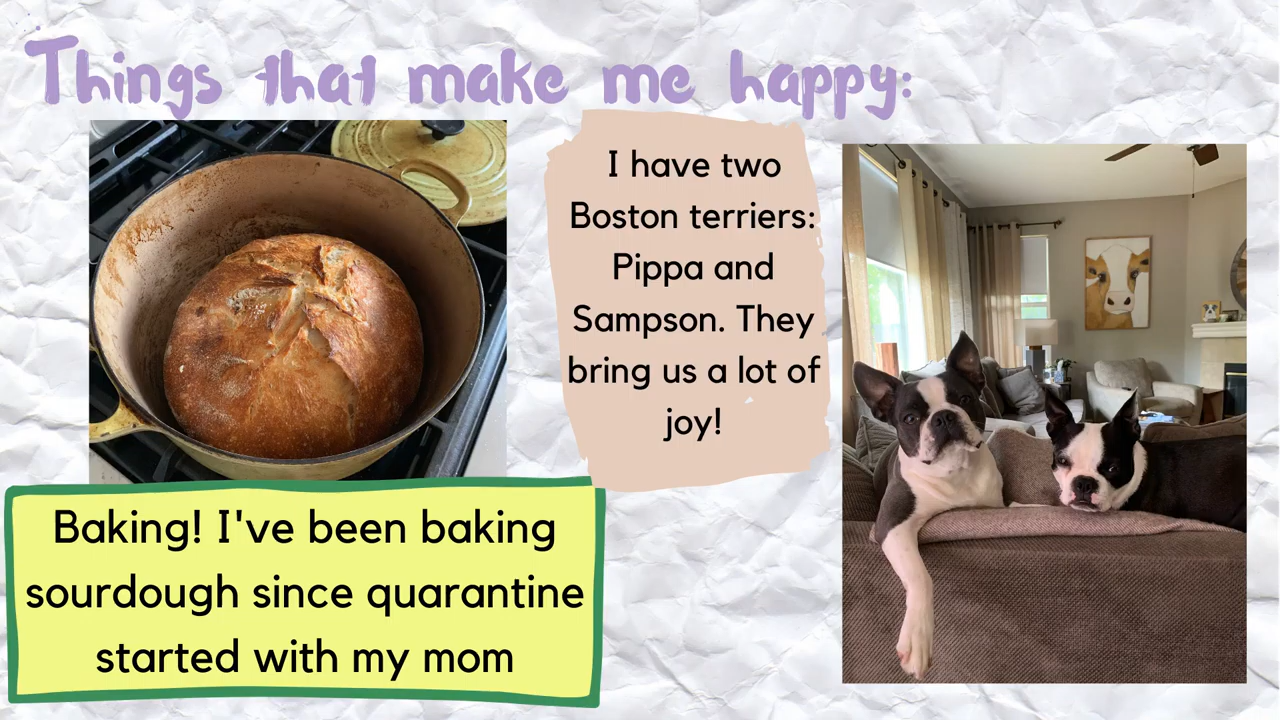 Things that make me happy:
I have two
Boston terriers:
Pippa and
Sampson. They
bring us a lot of
joy!
Baking! I've been baking
sourdough since quarantine
started with my mom